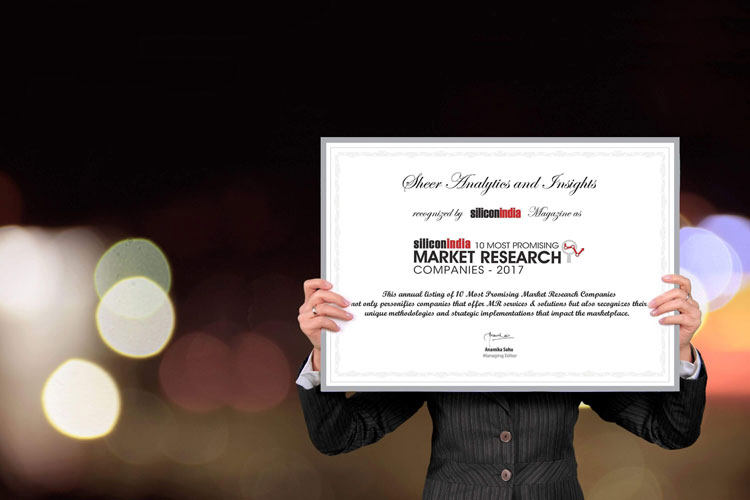 Sheer Analytics and Insights
recognized by siliconindia Magazine as
siliconindia 10 MOST PROMISING
MARKET RESEARCH
COMPANIES - 2017
This annual listing of 10 Most Promising Market Research Companies
not only personifies companies that offer MR services & solutions but also recognizes their
unique methodologies and strategic implementations that impact the marketplace.
Anamika Sahu
Managing Editor